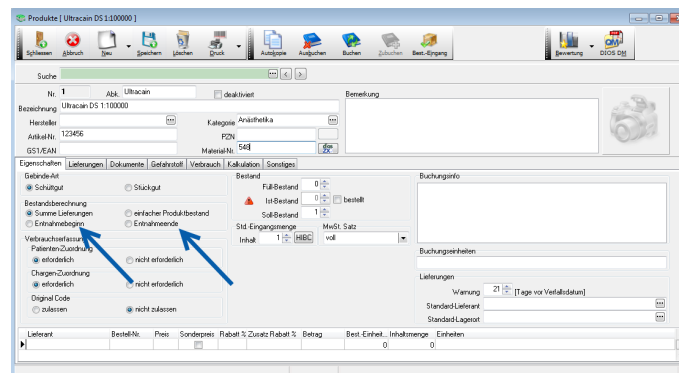 Produkte [ Ultracain DS 1:100000 ]
Schliessen Abbruch Neu Speichern Löschen Druck Autokopie Ausbuchen Buchen Zubuchen Best.-Eingang Bewertung DIOS DM
Suche
Nr. 1 Abk. Ultracain deaktiviert Bemerkung
Bezeichnung Ultracain DS 1:100000
Hersteller Kategorie Anästhetika
Artikel-Nr. 123456 PZN
GS1/EAN Material-Nr. 548 dios ZX
Eigenschaften Lieferungen Dokumente Gefahrstoff Verbrauch Kalkulation Sonstiges
Gebinde-Art Bestand Buchungsinfo
Schüttgut Stückgut Füll-Bestand 0
Bestandsberechnung Ist-Bestand 0 bestellt
Summe Lieferungen einfacher Produktbestand Soll-Bestand 1
Entnahmebeginn Entnahmeende Std.-Eingangsmenge MwSt. Satz
Verbrauchserfassung Inhalt 1 HIBC voll
Patienten-Zuordnung Buchungseinheiten
erforderlich nicht erforderlich
Chargen-Zuordnung Lieferungen
erforderlich nicht erforderlich Warnung 21 [Tage vor Verfallsdatum]
Original Code Standard-Lieferant
zulassen nicht zulassen Standard-Lagerort
Lieferant Bestell-Nr. Preis Sonderpreis Rabatt % Zusatz Rabatt % Betrag Best.-Einheit... Inhaltsmenge Einheiten
0 0